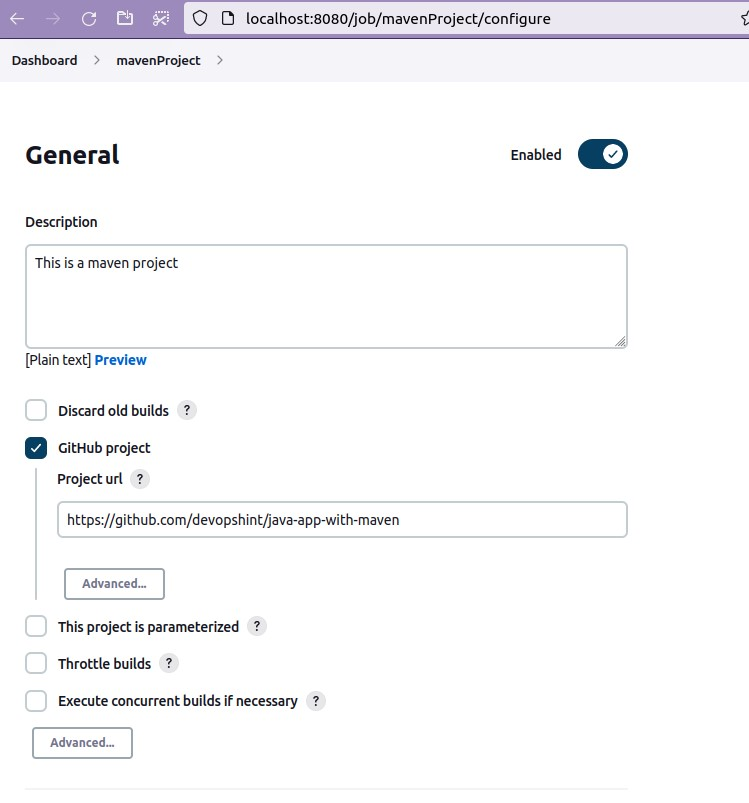 localhost:8080/job/mavenProject/configure
Dashboard > mavenProject >
General
Enabled
Description
This is a maven project
[Plain text] Preview
Discard old builds ?
GitHub project
Project url ?
https://github.com/devopshint/java-app-with-maven
Advanced...
This project is parameterized ?
Throttle builds ?
Execute concurrent builds if necessary ?
Advanced...